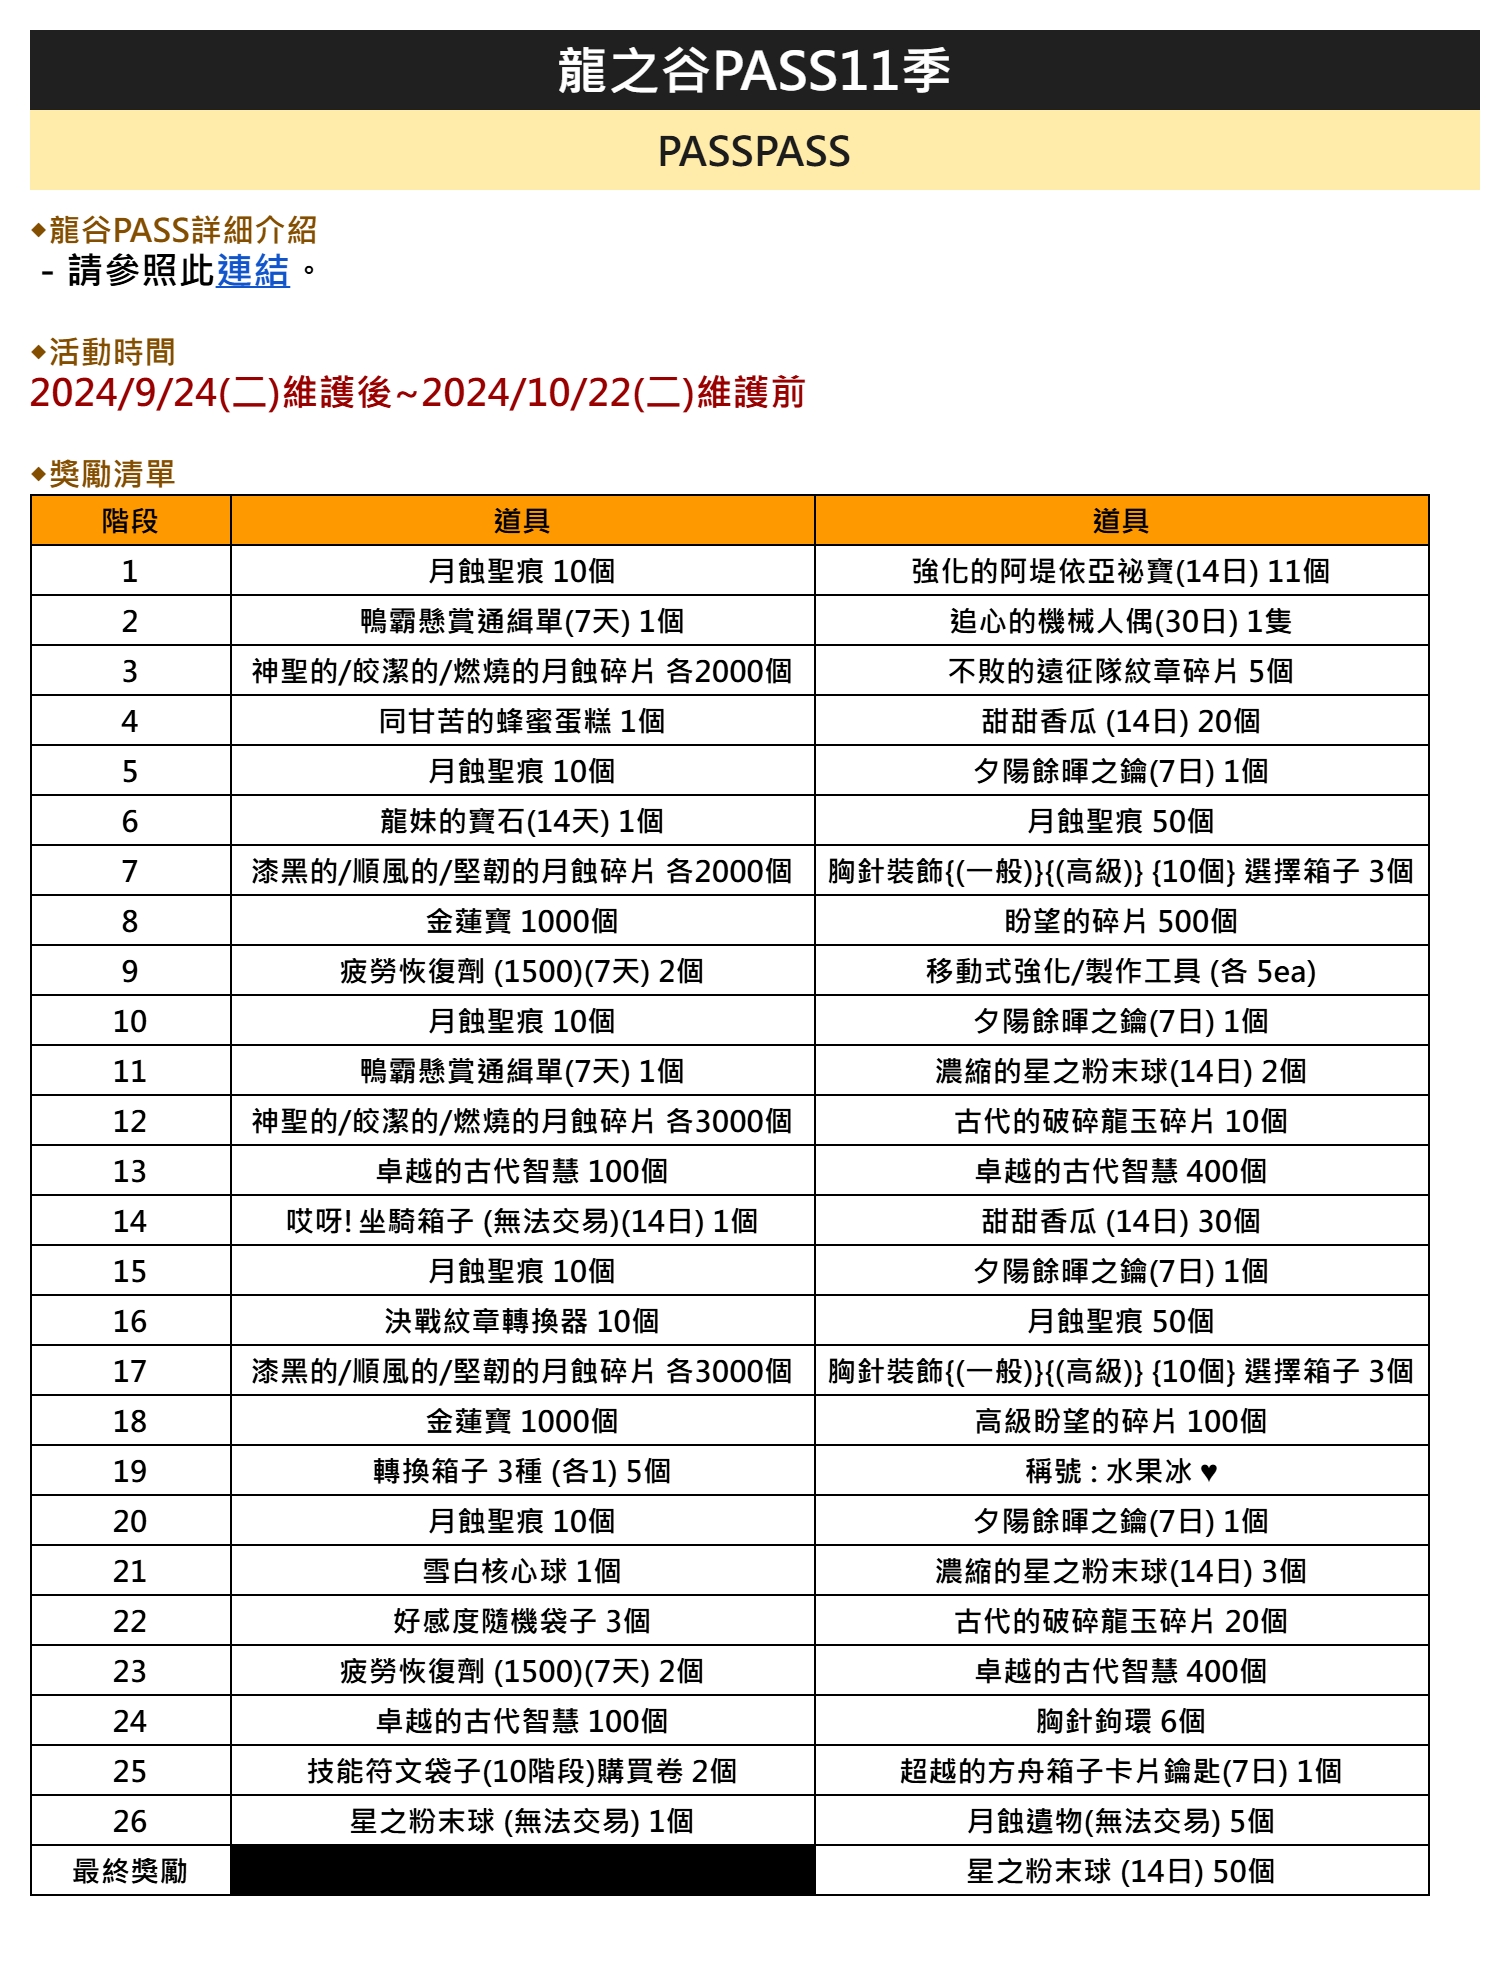 龍之谷PASS11季
PASSPASS
◆龍谷PASS詳細介紹
- 請參照此連結。
◆活動時間
2024/9/24(二)維護後~2024/10/22(二)維護前
◆獎勵清單
階段 道具 道具
1 月蝕聖痕 10個 強化的阿堤依亞祕寶(14日) 11個
2 鴨霸懸賞通緝單(7天) 1個 追心的機械人偶(30日) 1隻
3 神聖的/皎潔的/燃燒的月蝕碎片 各2000個 不敗的遠征隊紋章碎片 5個
4 同甘苦的蜂蜜蛋糕 1個 甜甜香瓜 (14日) 20個
5 月蝕聖痕 10個 夕陽餘暉之鑰(7日) 1個
6 龍妹的寶石(14天) 1個 月蝕聖痕 50個
7 漆黑的/順風的/堅韌的月蝕碎片 各2000個 胸針裝飾{(一般)}{(高級)} {10個} 選擇箱子 3個
8 金蓮寶 1000個 盼望的碎片 500個
9 疲勞恢復劑 (1500)(7天) 2個 移動式強化/製作工具 (各 5ea)
10 月蝕聖痕 10個 夕陽餘暉之鑰(7日) 1個
11 鴨霸懸賞通緝單(7天) 1個 濃縮的星之粉末球(14日) 2個
12 神聖的/皎潔的/燃燒的月蝕碎片 各3000個 古代的破碎龍玉碎片 10個
13 卓越的古代智慧 100個 卓越的古代智慧 400個
14 哎呀! 坐騎箱子 (無法交易)(14日) 1個 甜甜香瓜 (14日) 30個
15 月蝕聖痕 10個 夕陽餘暉之鑰(7日) 1個
16 決戰紋章轉換器 10個 月蝕聖痕 50個
17 漆黑的/順風的/堅韌的月蝕碎片 各3000個 胸針裝飾{(一般)}{(高級)} {10個} 選擇箱子 3個
18 金蓮寶 1000個 高級盼望的碎片 100個
19 轉換箱子 3種 (各1) 5個 稱號 : 水果冰 ♥
20 月蝕聖痕 10個 夕陽餘暉之鑰(7日) 1個
21 雪白核心球 1個 濃縮的星之粉末球(14日) 3個
22 好感度隨機袋子 3個 古代的破碎龍玉碎片 20個
23 疲勞恢復劑 (1500)(7天) 2個 卓越的古代智慧 400個
24 卓越的古代智慧 100個 胸針鉤環 6個
25 技能符文袋子(10階段)購買卷 2個 超越的方舟箱子卡片鑰匙(7日) 1個
26 星之粉末球 (無法交易) 1個 月蝕遺物(無法交易) 5個
最終獎勵 星之粉末球 (14日) 50個